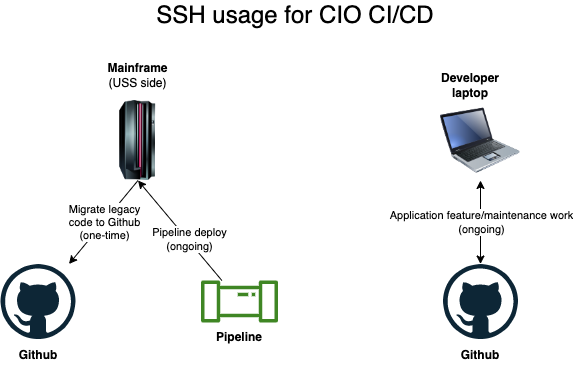 SSH usage for CIO CI/CD
Mainframe
(USS side)
Developer
laptop
Migrate legacy
code to Github
(one-time)
Pipeline deploy
(ongoing)
Application feature/maintenance work
(ongoing)
Github
Pipeline
Github